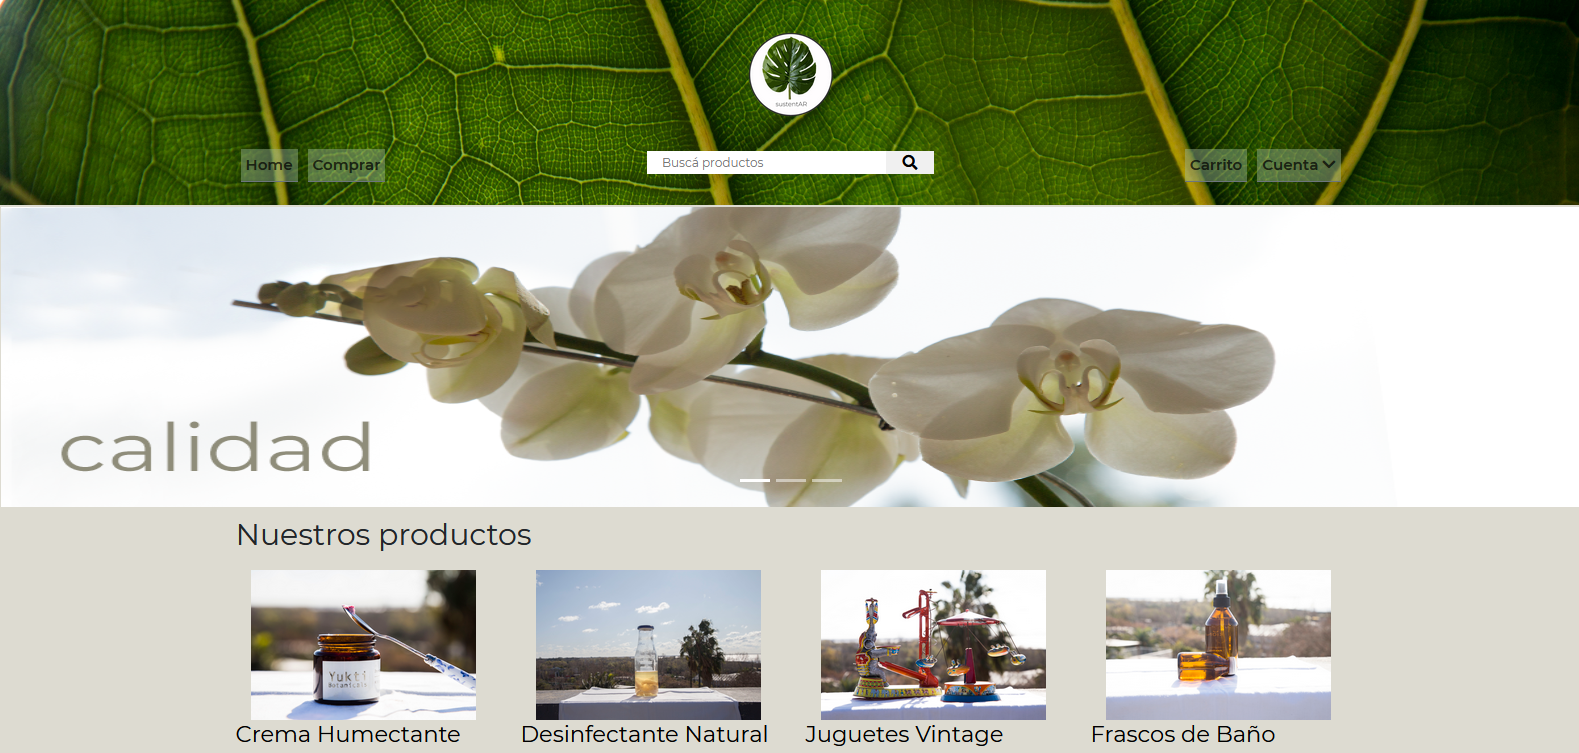 sustentAR
Home Comprar Buscá productos Carrito Cuenta
calidad
Nuestros productos
Yukti
Botanicals
Crema Humectante Desinfectante Natural Juguetes Vintage Frascos de Baño